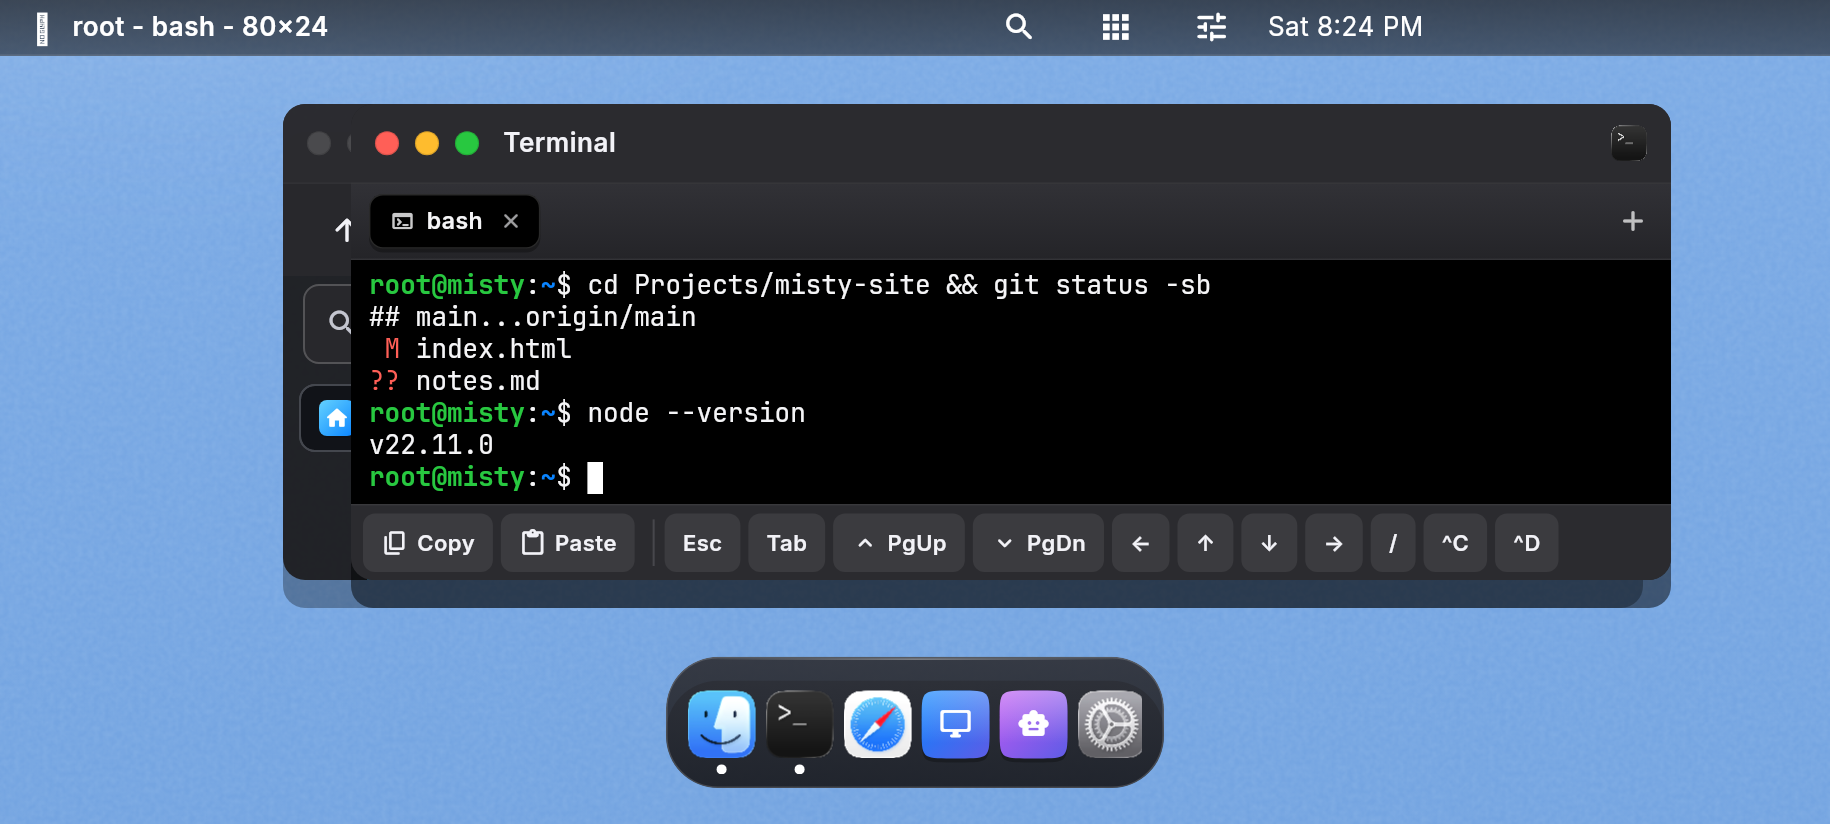 root - bash - 80×24
Sat 8:24 PM
Terminal
bash
root@misty:~$ cd Projects/misty-site && git status -sb
## main...origin/main
 M index.html
?? notes.md
root@misty:~$ node --version
v22.11.0
root@misty:~$
Copy Paste Esc Tab PgUp PgDn ← ↑ ↓ → / ^C ^D